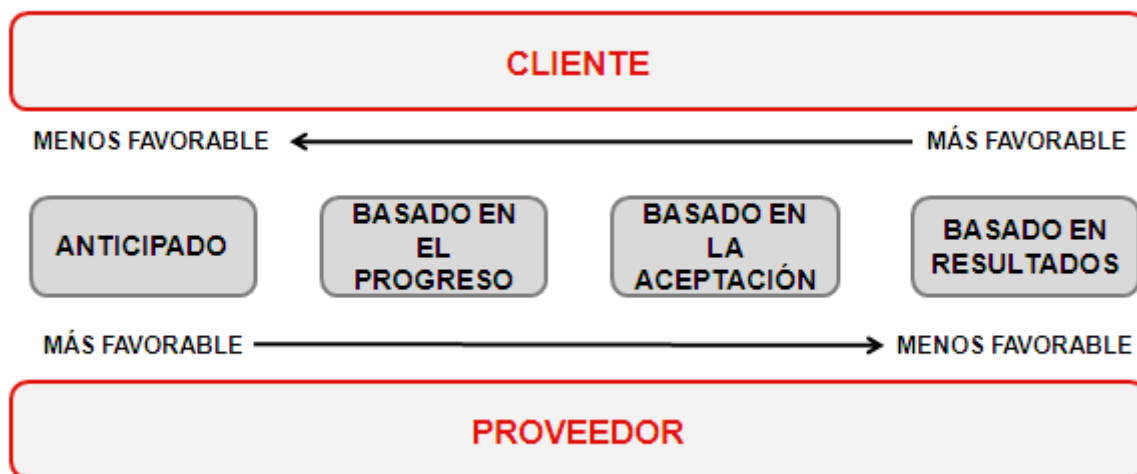 CLIENTE
MENOS FAVORABLE
MÁS FAVORABLE
ANTICIPADO
BASADO EN
EL
PROGRESO
BASADO EN
LA
ACEPTACIÓN
BASADO EN
RESULTADOS
MÁS FAVORABLE
MENOS FAVORABLE
PROVEEDOR